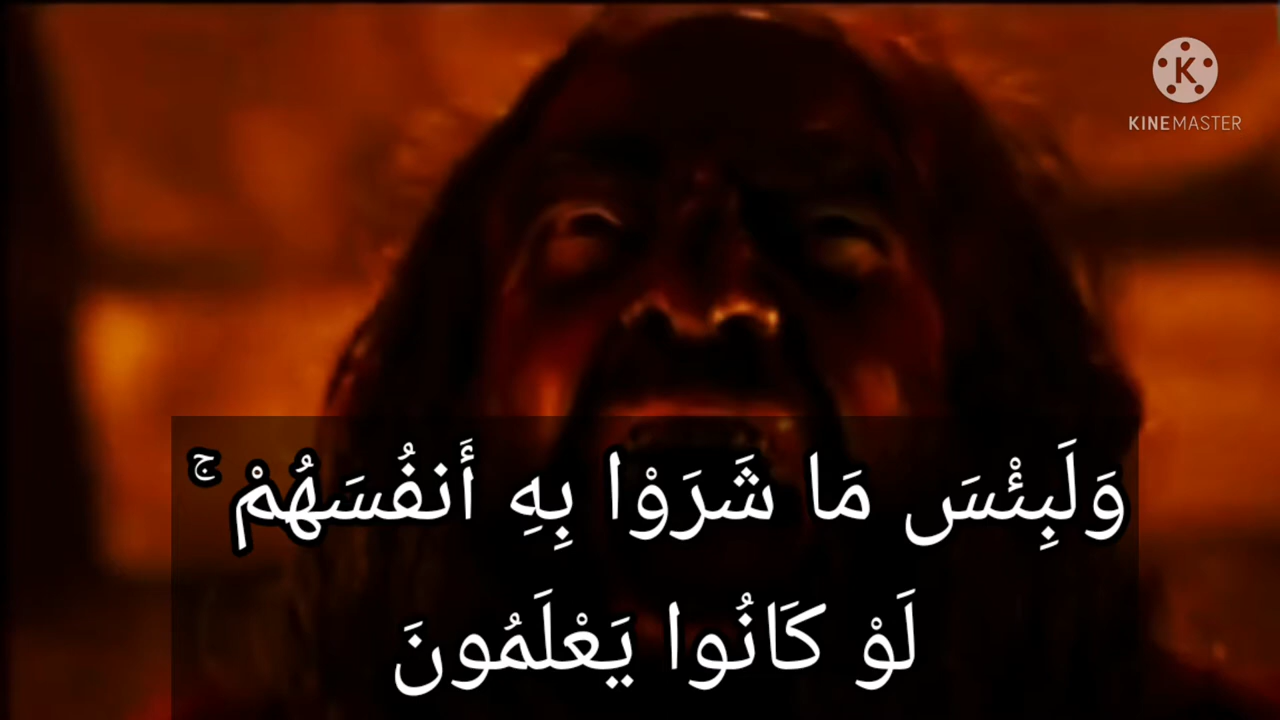 K
KINEMASTER
وَلَبِئْسَ مَا شَرَوْا بِهِ أَنفُسَهُمْ ۚ
لَوْ كَانُوا يَعْلَمُونَ